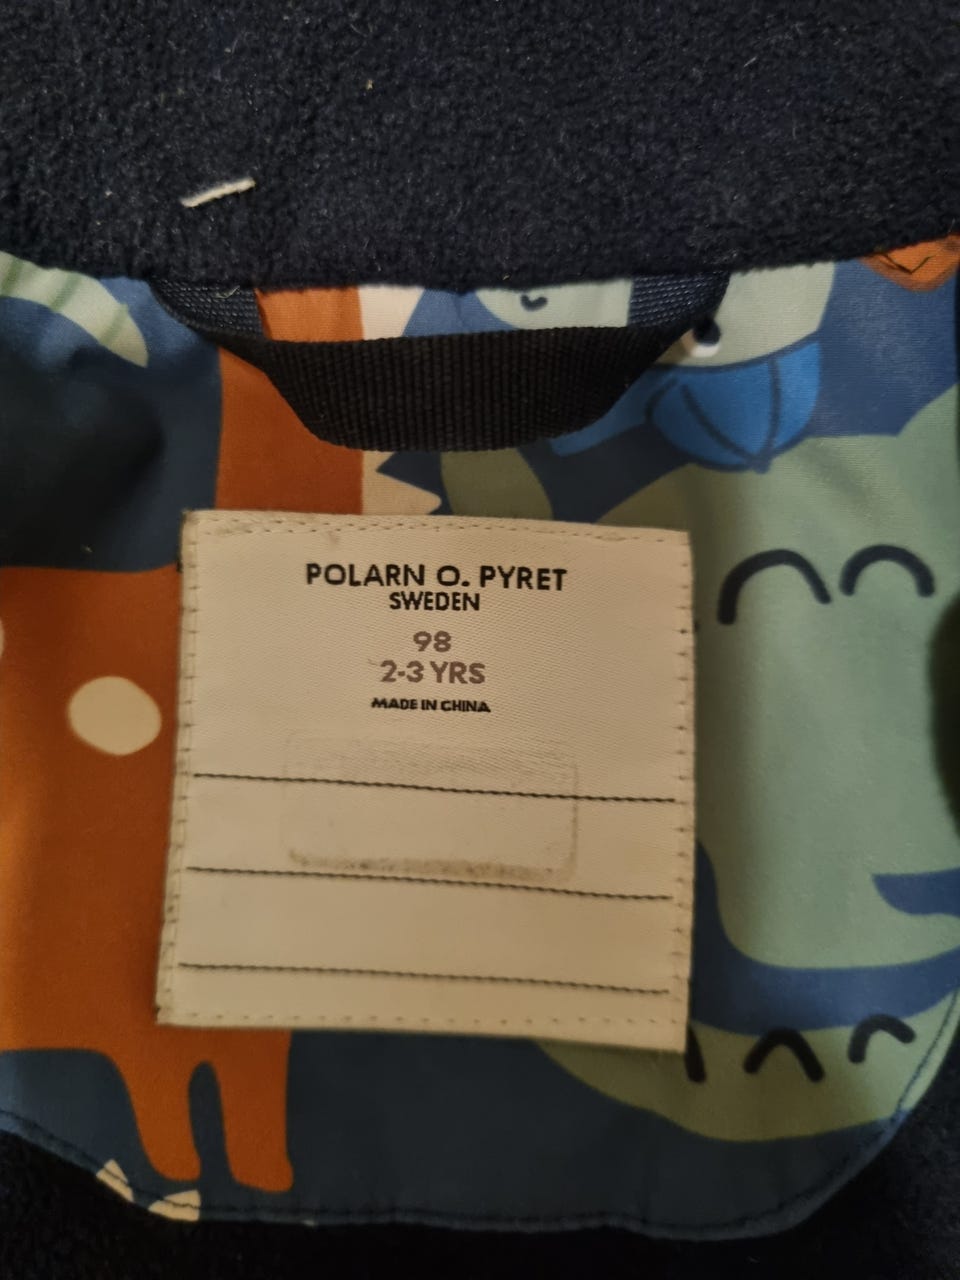 POLARN O. PYRET
SWEDEN
98
2-3 YRS
MADE IN CHINA